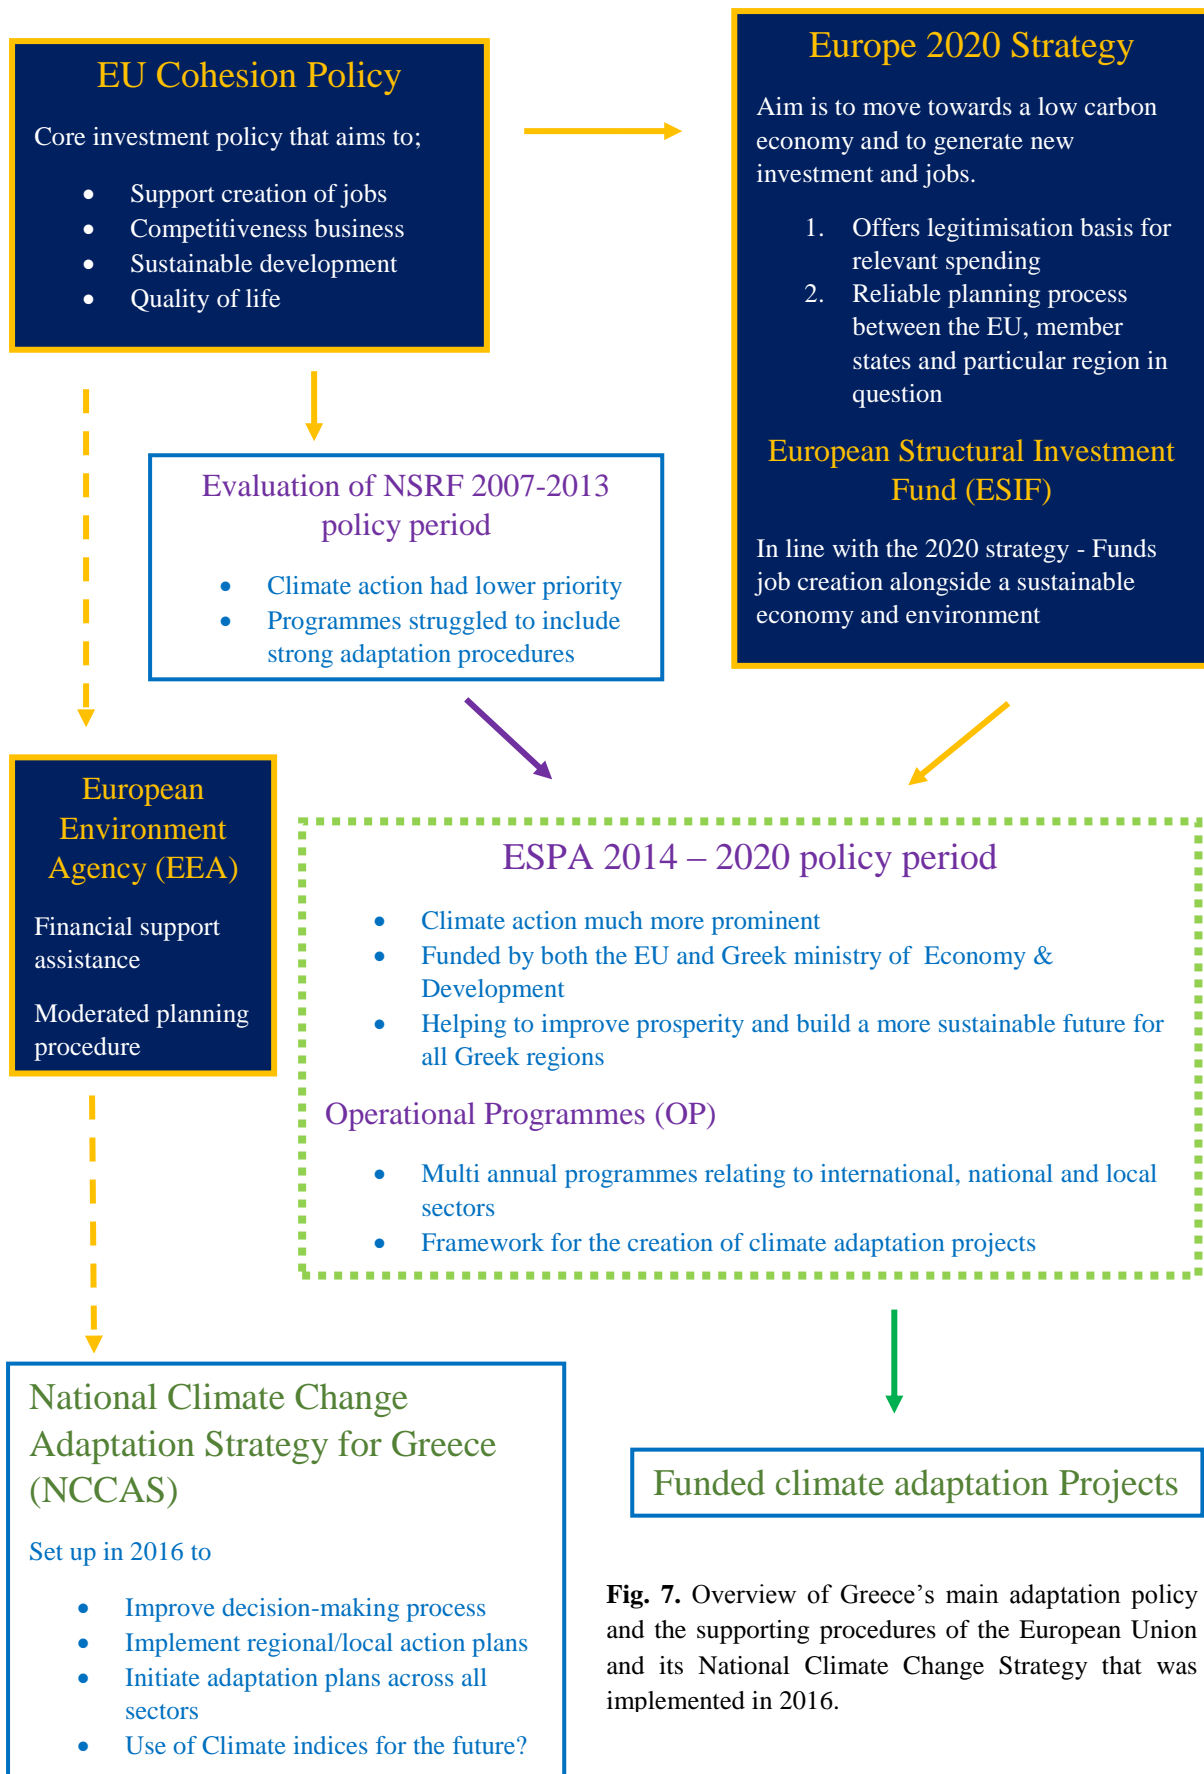 EU Cohesion Policy
Core investment policy that aims to;
• Support creation of jobs
• Competitiveness business
• Sustainable development
• Quality of life
Europe 2020 Strategy
Aim is to move towards a low carbon
economy and to generate new
investment and jobs.
1. Offers legitimisation basis for
relevant spending
2. Reliable planning process
between the EU, member
states and particular region in
question
European Structural Investment
Fund (ESIF)
In line with the 2020 strategy - Funds
job creation alongside a sustainable
economy and environment
Evaluation of NSRF 2007-2013
policy period
• Climate action had lower priority
• Programmes struggled to include
strong adaptation procedures
European
Environment
Agency (EEA)
Financial support
assistance
Moderated planning
procedure
ESPA 2014 – 2020 policy period
• Climate action much more prominent
• Funded by both the EU and Greek ministry of Economy &
Development
• Helping to improve prosperity and build a more sustainable future for
all Greek regions
Operational Programmes (OP)
• Multi annual programmes relating to international, national and local
sectors
• Framework for the creation of climate adaptation projects
National Climate Change
Adaptation Strategy for Greece
(NCCAS)
Set up in 2016 to
• Improve decision-making process
• Implement regional/local action plans
• Initiate adaptation plans across all
sectors
• Use of Climate indices for the future?
Funded climate adaptation Projects
Fig. 7. Overview of Greece’s main adaptation policy
and the supporting procedures of the European Union
and its National Climate Change Strategy that was
implemented in 2016.